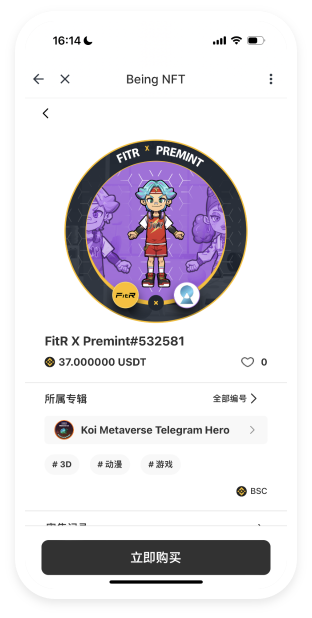 16:14
Being NFT
FITR X PREMINT
FitR
×
FitR X Premint#532581
37.000000 USDT
0
所属专辑
全部编号
Koi Metaverse Telegram Hero
# 3D
# 动漫
# 游戏
BSC
立即购买